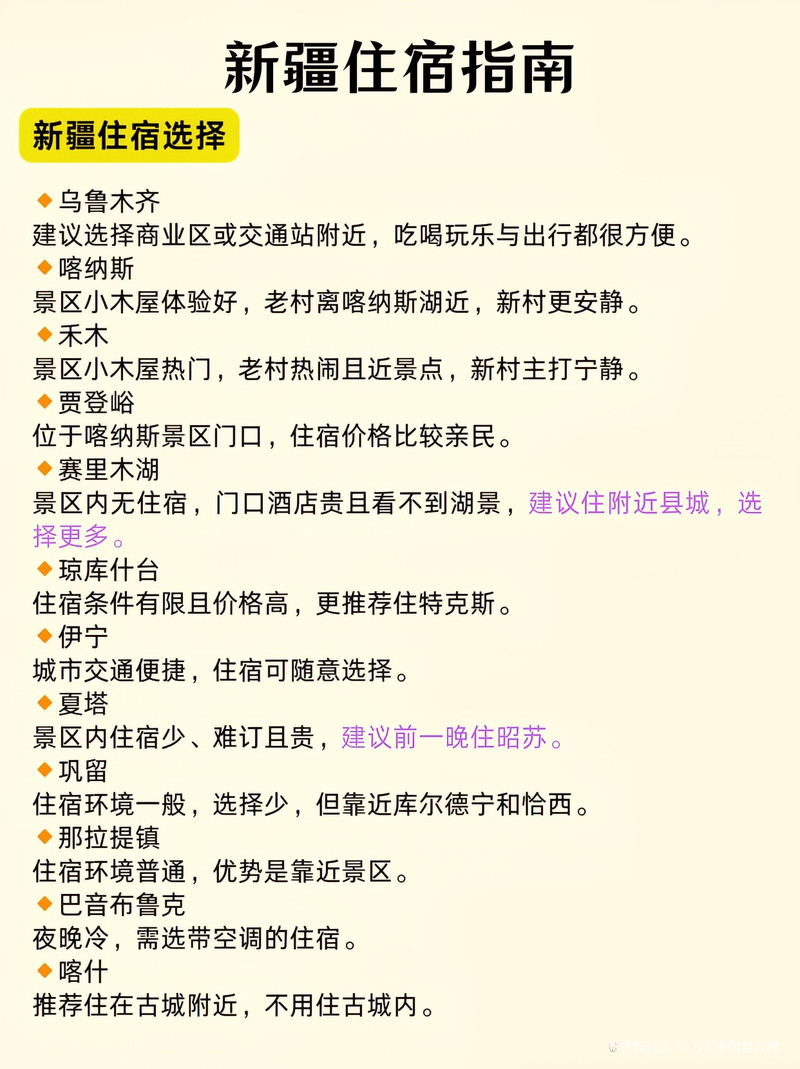 新疆住宿指南
新疆住宿选择
🔸乌鲁木齐
建议选择商业区或交通站附近，吃喝玩乐与出行都很方便。
🔸喀纳斯
景区小木屋体验好，老村离喀纳斯湖近，新村更安静。
🔸禾木
景区小木屋热门，老村热闹且近景点，新村主打宁静。
🔸贾登峪
位于喀纳斯景区门口，住宿价格比较亲民。
🔸赛里木湖
景区内无住宿，门口酒店贵且看不到湖景，建议住附近县城，选
择更多。
🔸琼库什台
住宿条件有限且价格高，更推荐住特克斯。
🔸伊宁
城市交通便捷，住宿可随意选择。
🔸夏塔
景区内住宿少、难订且贵，建议前一晚住昭苏。
🔸巩留
住宿环境一般，选择少，但靠近库尔德宁和恰西。
🔸那拉提镇
住宿环境普通，优势是靠近景区。
🔸巴音布鲁克
夜晚冷，需选带空调的住宿。
🔸喀什
推荐住在古城附近，不用住古城内。